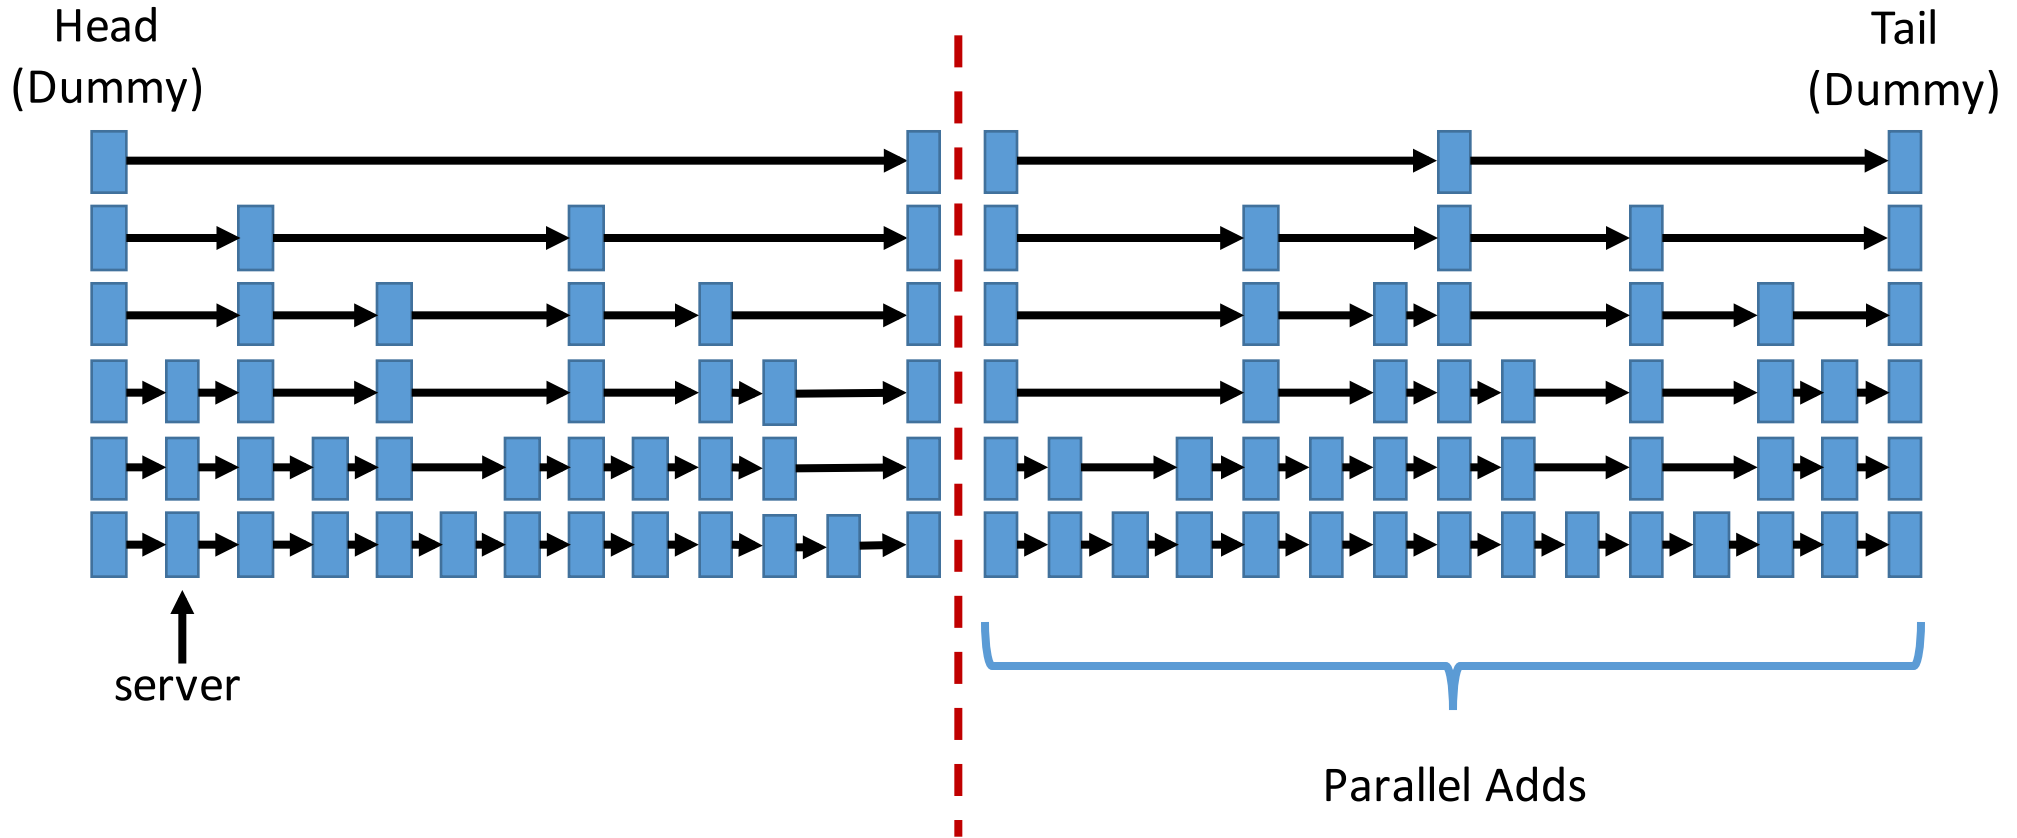 Head
(Dummy)
Tail
(Dummy)
server
Parallel Adds